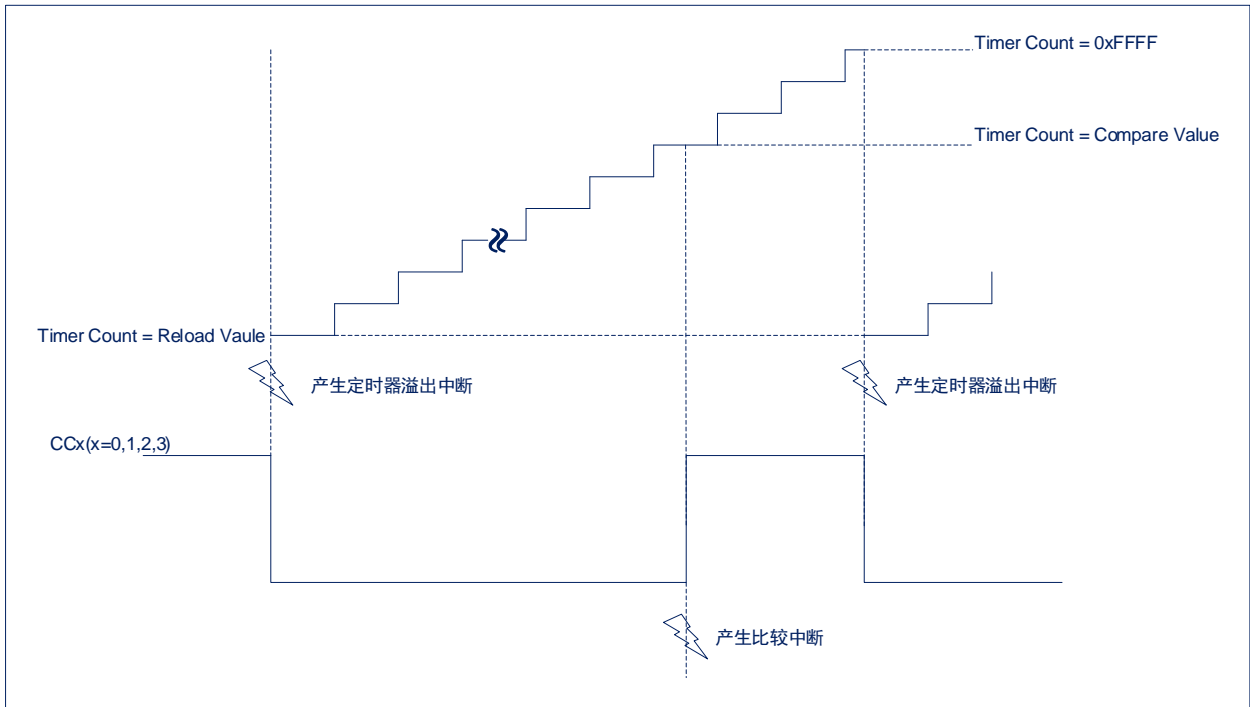 Timer Count = 0xFFFF
Timer Count = Compare Value
Timer Count = Reload Vaule
产生定时器溢出中断
产生定时器溢出中断
CCx(x=0,1,2,3)
产生比较中断